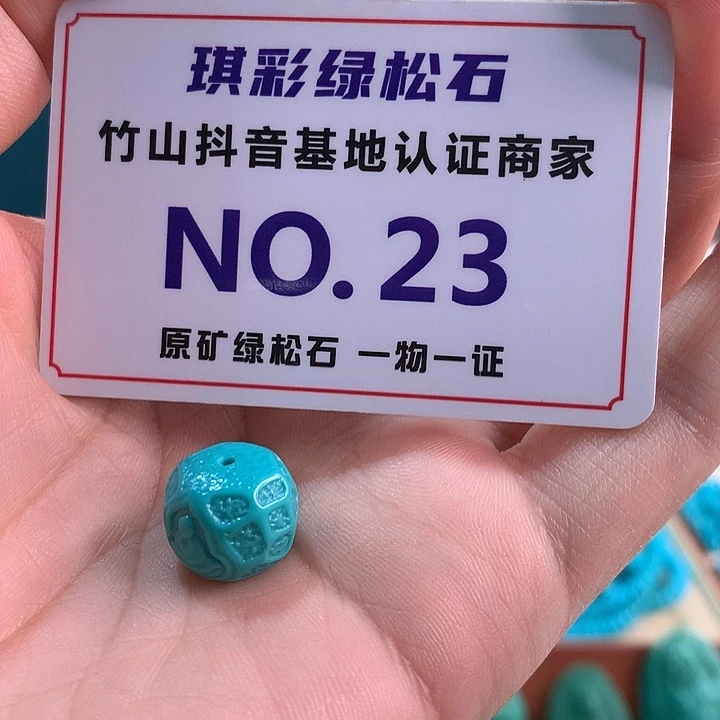 琪彩绿松石
竹山抖音基地认证商家
NO. 23
原矿绿松石 一物一证